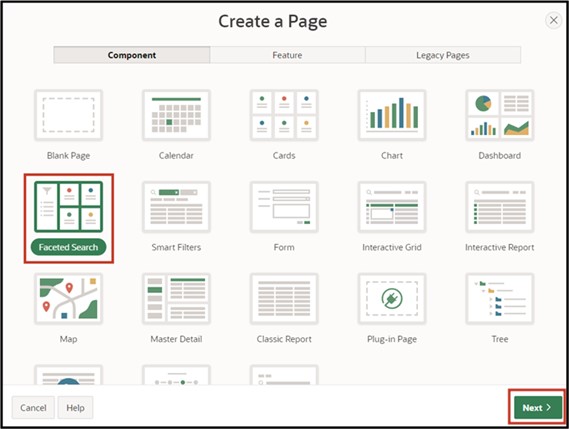 Create a Page
Component Feature Legacy Pages
Blank Page Calendar Cards Chart Dashboard
Faceted Search Smart Filters Form Interactive Grid Interactive Report
Map Master Detail Classic Report Plug-in Page Tree
Cancel Help Next